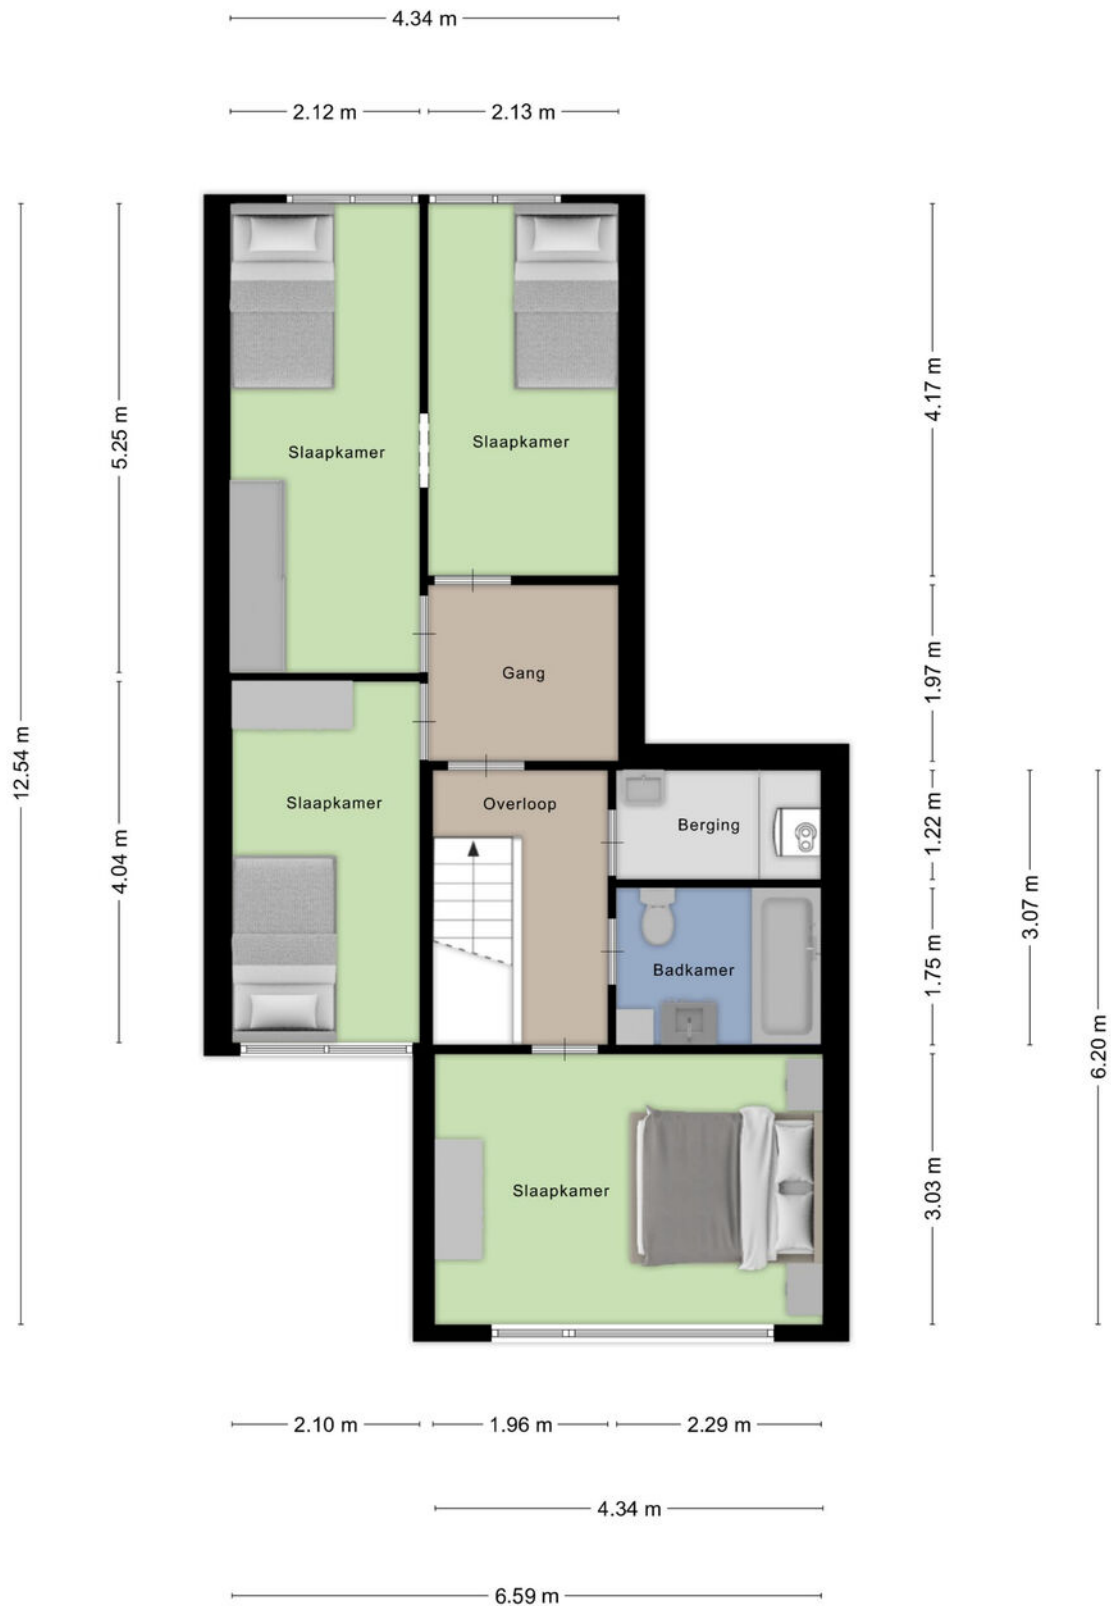 4.34 m
2.12 m
2.13 m
12.54 m
5.25 m
4.04 m
4.17 m
1.97 m
1.22 m
1.75 m
3.03 m
3.07 m
6.20 m
Slaapkamer
Slaapkamer
Gang
Slaapkamer
Overloop
Berging
Badkamer
Slaapkamer
2.10 m
1.96 m
2.29 m
4.34 m
6.59 m